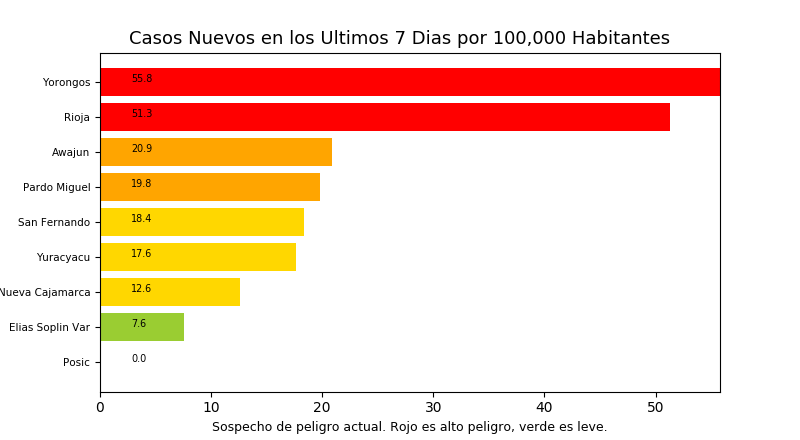 Casos Nuevos en los Ultimos 7 Dias por 100,000 Habitantes
Yorongos 55.8
Rioja 51.3
Awajun 20.9
Pardo Miguel 19.8
San Fernando 18.4
Yuracyacu 17.6
Nueva Cajamarca 12.6
Elias Soplin Var 7.6
Posic 0.0
0 10 20 30 40 50
Sospecho de peligro actual. Rojo es alto peligro, verde es leve.